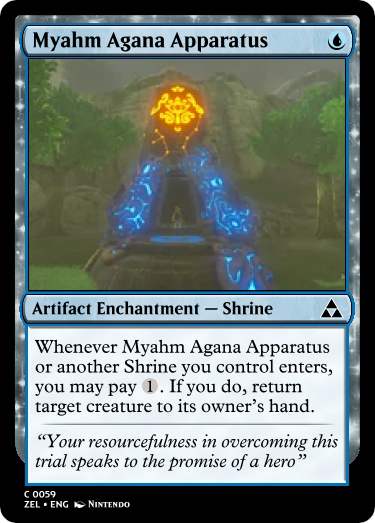 Myahm Agana Apparatus
Artifact Enchantment — Shrine
Whenever Myahm Agana Apparatus
or another Shrine you control enters,
you may pay 1. If you do, return
target creature to its owner's hand.
“Your resourcefulness in overcoming this
trial speaks to the promise of a hero”
C 0059
ZEL • ENG Nintendo